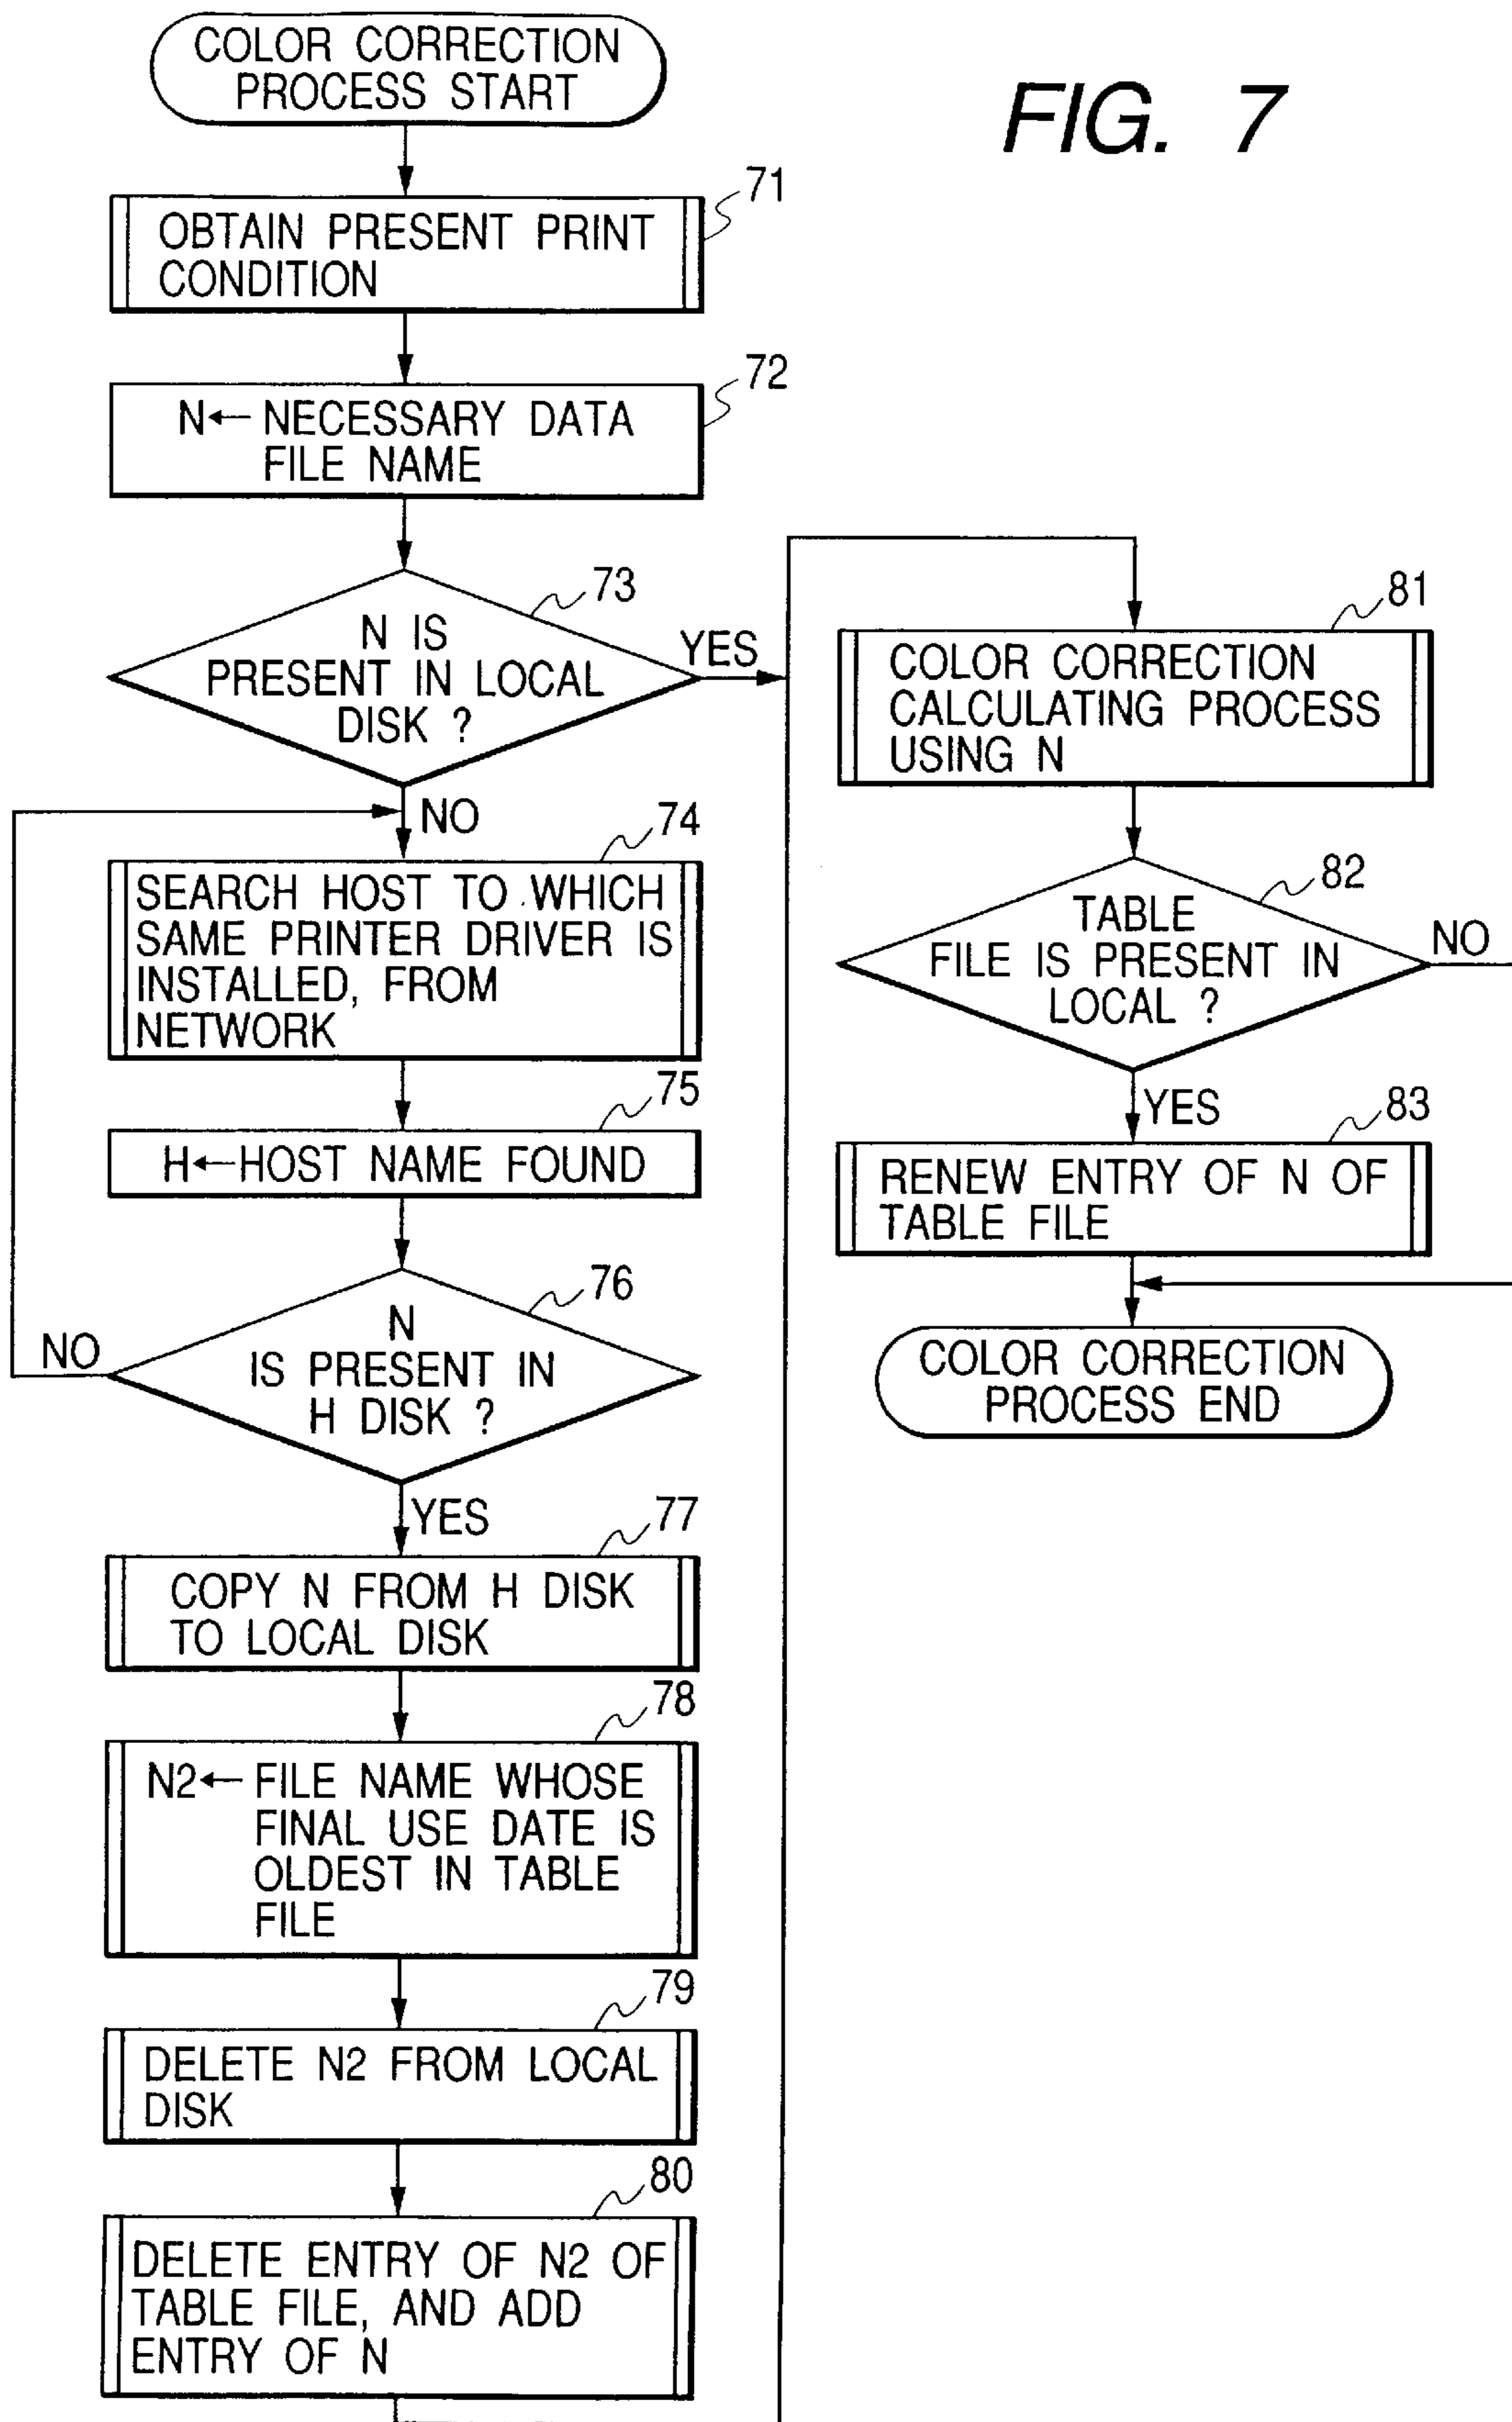 COLOR CORRECTION
PROCESS START
FIG. 7
71
OBTAIN PRESENT PRINT
CONDITION
72
N← NECESSARY DATA
FILE NAME
73
N IS
PRESENT IN LOCAL
DISK ?
YES
NO
74
SEARCH HOST TO WHICH
SAME PRINTER DRIVER IS
INSTALLED, FROM
NETWORK
75
H←HOST NAME FOUND
76
N
IS PRESENT IN
H DISK ?
NO
YES
77
COPY N FROM H DISK
TO LOCAL DISK
78
N2← FILE NAME WHOSE
FINAL USE DATE IS
OLDEST IN TABLE
FILE
79
DELETE N2 FROM LOCAL
DISK
80
DELETE ENTRY OF N2 OF
TABLE FILE, AND ADD
ENTRY OF N
81
COLOR CORRECTION
CALCULATING PROCESS
USING N
82
TABLE
FILE IS PRESENT IN
LOCAL ?
NO
YES
83
RENEW ENTRY OF N OF
TABLE FILE
COLOR CORRECTION
PROCESS END